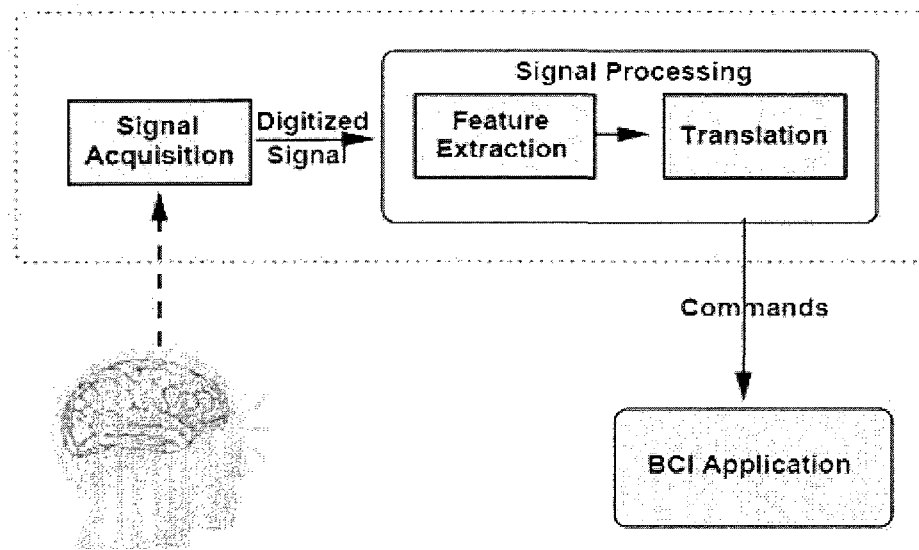 Signal Processing
Signal
Acquisition
Digitized
Signal
Feature
Extraction
Translation
Commands
BCI Application